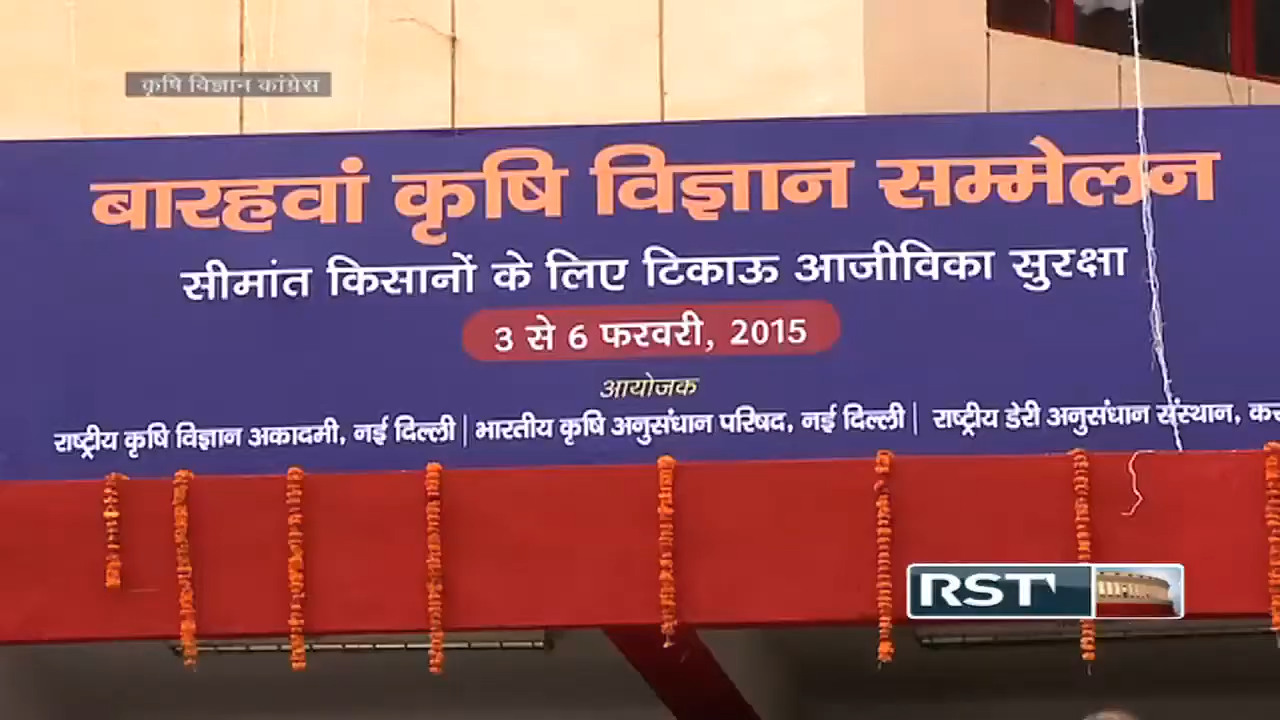 कृषि विज्ञान कांग्रेस
बारहवां कृषि विज्ञान सम्मेलन
सीमांत किसानों के लिए टिकाऊ आजीविका सुरक्षा
3 से 6 फरवरी, 2015
आयोजक
राष्ट्रीय कृषि विज्ञान अकादमी, नई दिल्ली | भारतीय कृषि अनुसंधान परिषद, नई दिल्ली | राष्ट्रीय डेरी अनुसंधान संस्थान,
RSTV